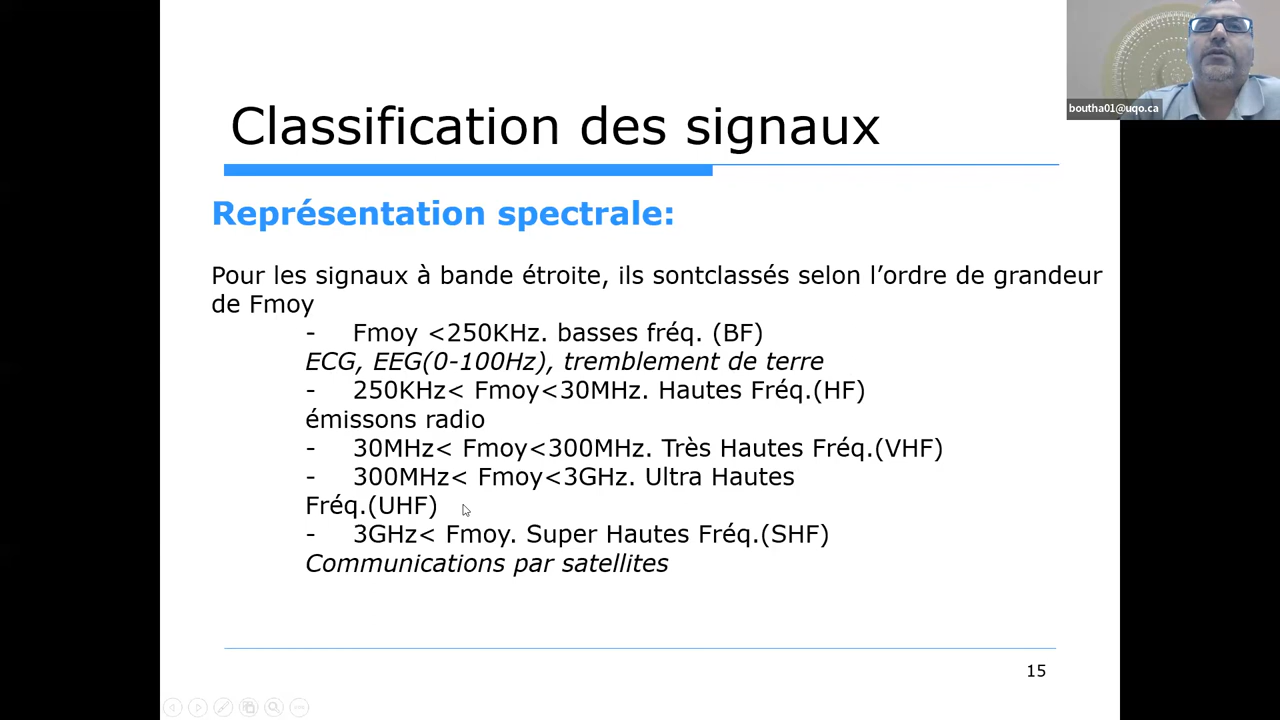 boutha01@uqo.ca
Classification des signaux
Représentation spectrale:
Pour les signaux à bande étroite, ils sontclassés selon l’ordre de grandeur
de Fmoy
- Fmoy <250KHz. basses fréq. (BF)
ECG, EEG(0-100Hz), tremblement de terre
- 250KHz< Fmoy<30MHz. Hautes Fréq.(HF)
émissons radio
- 30MHz< Fmoy<300MHz. Très Hautes Fréq.(VHF)
- 300MHz< Fmoy<3GHz. Ultra Hautes
Fréq.(UHF)
- 3GHz< Fmoy. Super Hautes Fréq.(SHF)
Communications par satellites
15